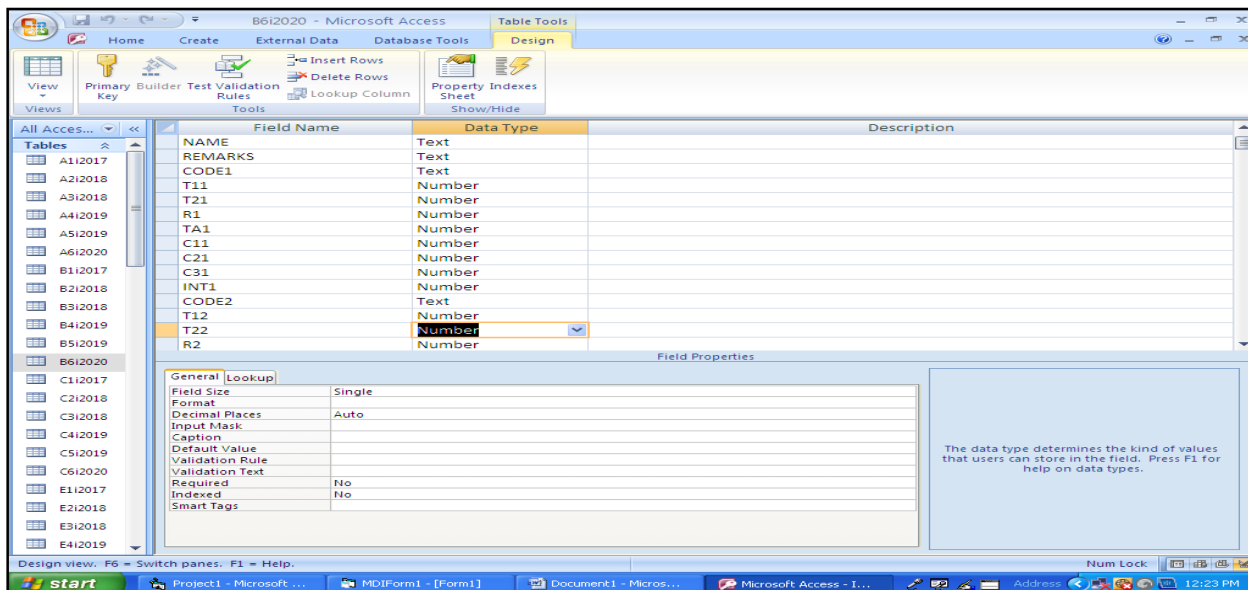 B6i2020 - Microsoft Access Table Tools
Home Create External Data Database Tools Design
View
Views
Primary Key
Builder
Test Validation Rules
Insert Rows
Delete Rows
Lookup Column
Tools
Property Sheet
Indexes
Show/Hide
All Acces...
Tables
A1i2017
A2i2018
A3i2018
A4i2019
A5i2019
A6i2020
B1i2017
B2i2018
B3i2018
B4i2019
B5i2019
B6i2020
C1i2017
C2i2018
C3i2018
C4i2019
C5i2019
C6i2020
E1i2017
E2i2018
E3i2018
E4i2019
Field Name Data Type Description
NAME Text
REMARKS Text
CODE1 Text
T11 Number
T21 Number
R1 Number
TA1 Number
C11 Number
C21 Number
C31 Number
INT1 Number
CODE2 Text
T12 Number
T22 Number
R2 Number
Field Properties
General Lookup
Field Size Single
Format
Decimal Places Auto
Input Mask
Caption
Default Value
Validation Rule
Validation Text
Required No
Indexed No
Smart Tags
The data type determines the kind of values
that users can store in the field. Press F1 for
help on data types.
Design view. F6 = Switch panes. F1 = Help. Num Lock
start Project1 - Microsoft ... MDIForm1 - [Form1] Document1 - Micros... Microsoft Access - I... Address 12:23 PM